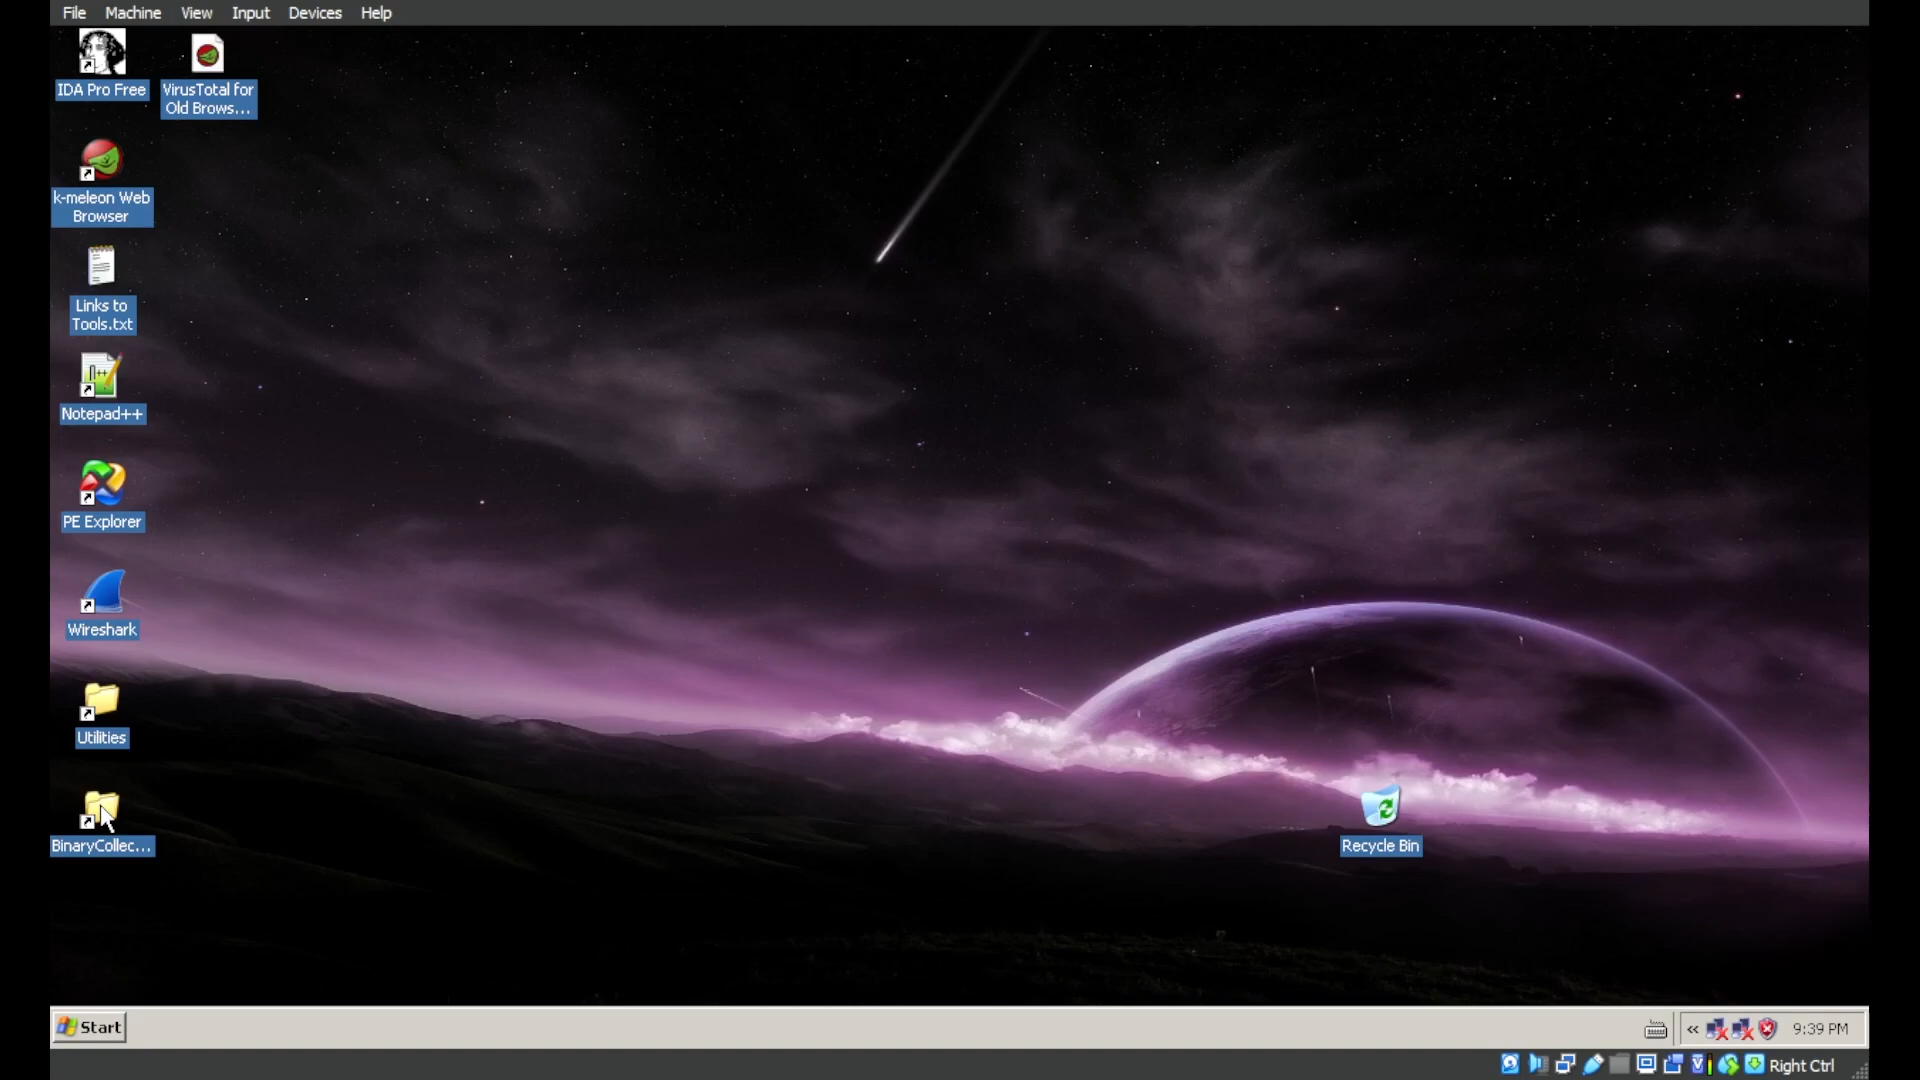 File Machine View Input Devices Help
IDA Pro Free
VirusTotal for
Old Brows...
k-meleon Web
Browser
Links to
Tools.txt
Notepad++
PE Explorer
Wireshark
Utilities
BinaryCollec...
Recycle Bin
Start
«
9:39 PM
Right Ctrl